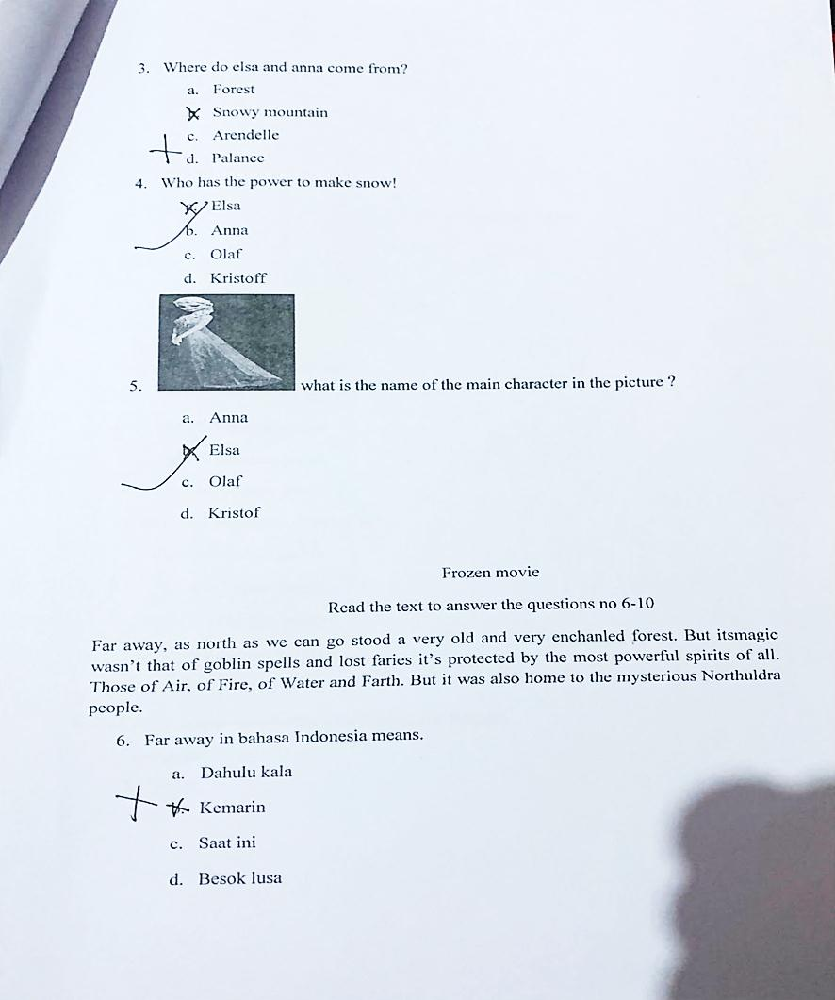 3. Where do elsa and anna come from?
a. Forest
Snowy mountain
c. Arendelle
d. Palance
4. Who has the power to make snow!
Elsa
b. Anna
c. Olaf
d. Kristoff
5. what is the name of the main character in the picture ?
a. Anna
Elsa
c. Olaf
d. Kristof
Frozen movie
Read the text to answer the questions no 6-10
Far away, as north as we can go stood a very old and very enchanled forest. But itsmagic
wasn't that of goblin spells and lost faries it's protected by the most powerful spirits of all.
Those of Air, of Fire, of Water and Farth. But it was also home to the mysterious Northuldra
people.
6. Far away in bahasa Indonesia means.
a. Dahulu kala
Kemarin
c. Saat ini
d. Besok lusa